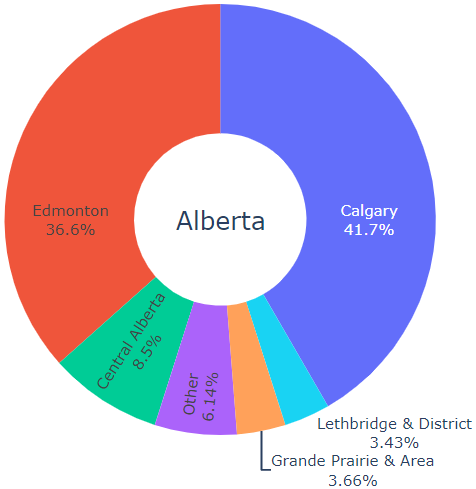 Edmonton
36.6%
Alberta
Calgary
41.7%
Central Alberta
8.5%
Other
6.14%
Lethbridge & District
3.43%
Grande Prairie & Area
3.66%